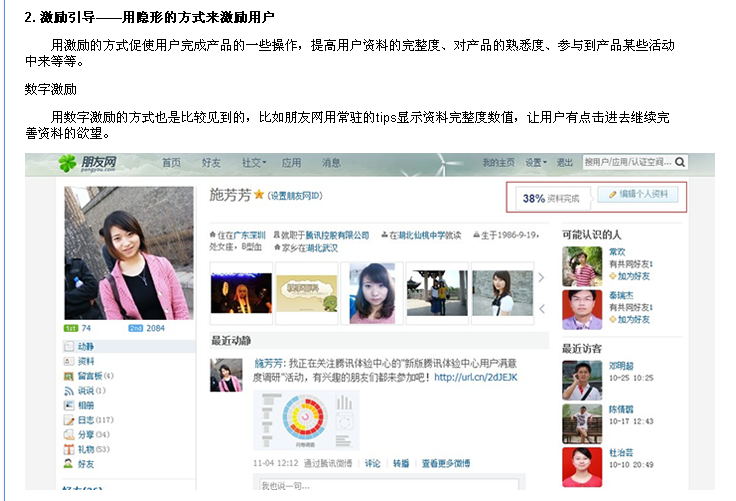 2. 激励引导——用隐形的方式来激励用户
用激励的方式促使用户完成产品的一些操作，提高用户资料的完整度、对产品的熟悉度、参与到产品某些活动
中来等等。
数字激励
用数字激励的方式也是比较见到的，比如朋友网用常驻的tips显示资料完整度数值，让用户有点击进去继续完
善资料的欲望。
朋友网 首页 好友 社交 应用 消息 我的主页 设置 退出 搜用户/应用/认证空间...
pengyou.com
施芳芳 (设置朋友网ID) 38% 资料完成 编辑个人资料
住在广东深圳 就职于腾讯控股有限公司 在湖北仙桃中学就读 生于1986-9-19，
处女座，B型血 家乡在湖北武汉
可能认识的人
常欢
有共同好友1
加为好友
秦瑞杰
有共同好友1
加为好友
1st 74 2nd 2084
动静
资料
留言板(4)
说说(1)
相册
日志(117)
分享(34)
礼物(53)
好友
最近动静
施芳芳: 我正在关注腾讯体验中心的"新版腾讯体验中心用户满意
度调研"活动，有兴趣的朋友们都来参加吧! http://url.cn/2dJEJK
11-04 12:12 通过腾讯微博 评论 转播 查看更多微博
我也说一句...
最近访客
邓明超
10-25 10:25
陈倩鹦
10-17 12:43
杜治芸
10-10 20:49